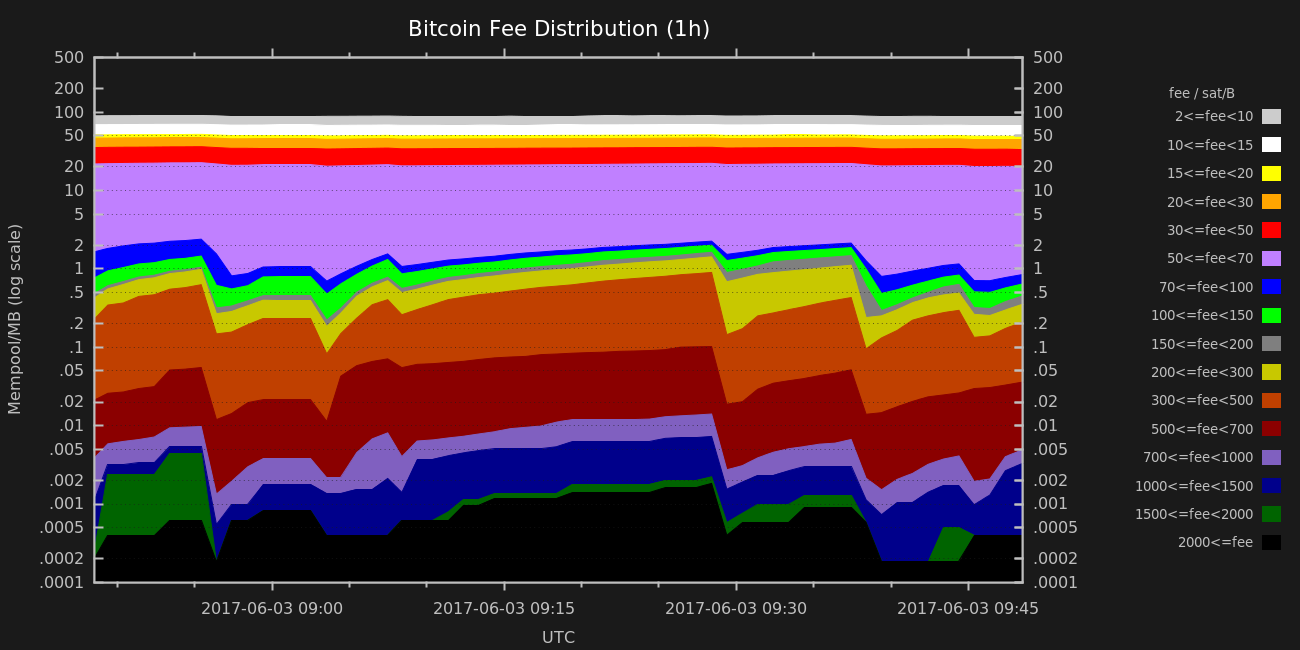 Bitcoin Fee Distribution (1h)
Mempool/MB (log scale)
500
200
100
50
20
10
5
2
1
.5
.2
.1
.05
.02
.01
.005
.002
.001
.0005
.0002
.0001
500
200
100
50
20
10
5
2
1
.5
.2
.1
.05
.02
.01
.005
.002
.001
.0005
.0002
.0001
2017-06-03 09:00
2017-06-03 09:15
2017-06-03 09:30
2017-06-03 09:45
UTC
fee / sat/B
2<=fee<10
10<=fee<15
15<=fee<20
20<=fee<30
30<=fee<50
50<=fee<70
70<=fee<100
100<=fee<150
150<=fee<200
200<=fee<300
300<=fee<500
500<=fee<700
700<=fee<1000
1000<=fee<1500
1500<=fee<2000
2000<=fee